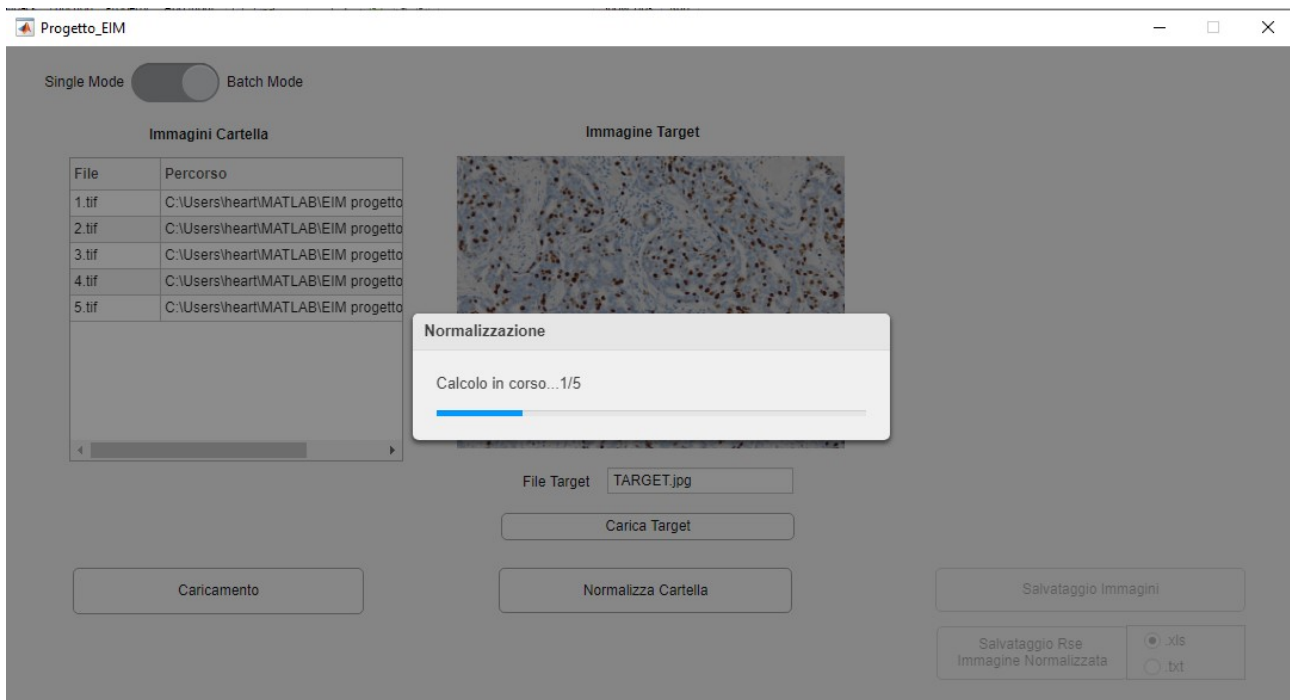 Progetto_EIM
Single Mode
Batch Mode
Immagini Cartella
File Percorso
1.tif C:\Users\heart\MATLAB\EIM progetto
2.tif C:\Users\heart\MATLAB\EIM progetto
3.tif C:\Users\heart\MATLAB\EIM progetto
4.tif C:\Users\heart\MATLAB\EIM progetto
5.tif C:\Users\heart\MATLAB\EIM progetto
Immagine Target
Normalizzazione
Calcolo in corso...1/5
File Target TARGET.jpg
Carica Target
Caricamento
Normalizza Cartella
Salvataggio Immagini
Salvataggio Rse
Immagine Normalizzata
.xls
.txt